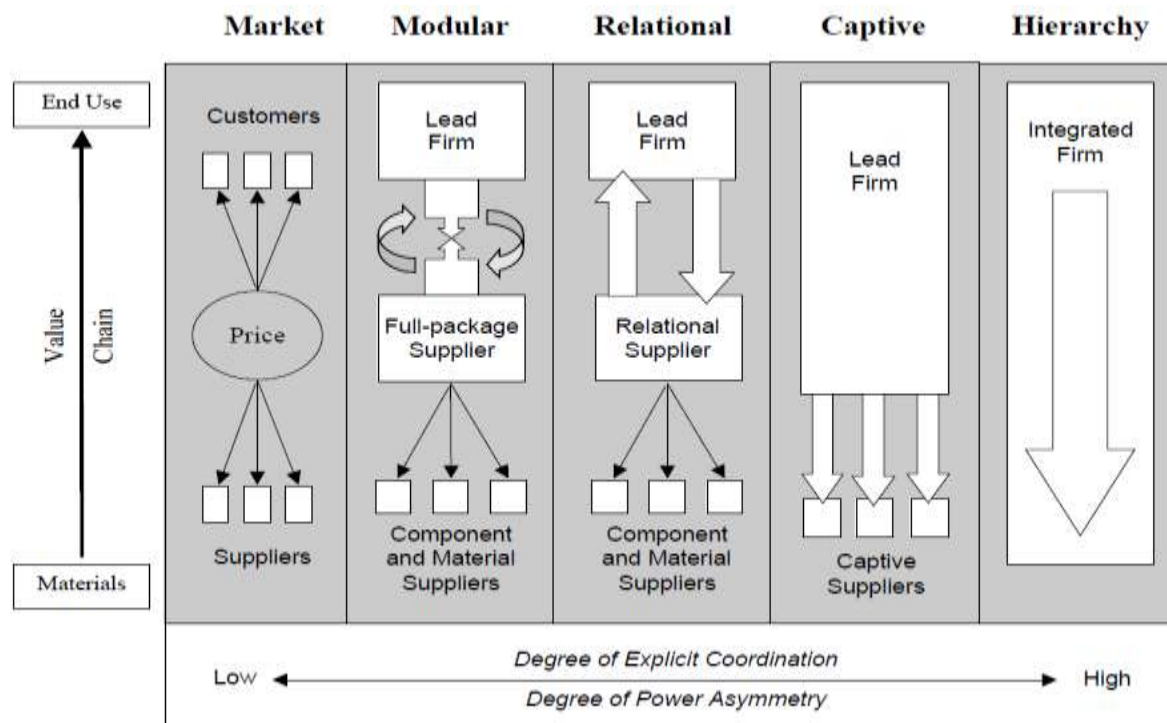 Market
Modular
Relational
Captive
Hierarchy
End Use
Value
Chain
Materials
Customers
Price
Suppliers
Lead
Firm
Full-package
Supplier
Component
and Material
Suppliers
Lead
Firm
Relational
Supplier
Component
and Material
Suppliers
Lead
Firm
Captive
Suppliers
Integrated
Firm
Degree of Explicit Coordination
Low
High
Degree of Power Asymmetry